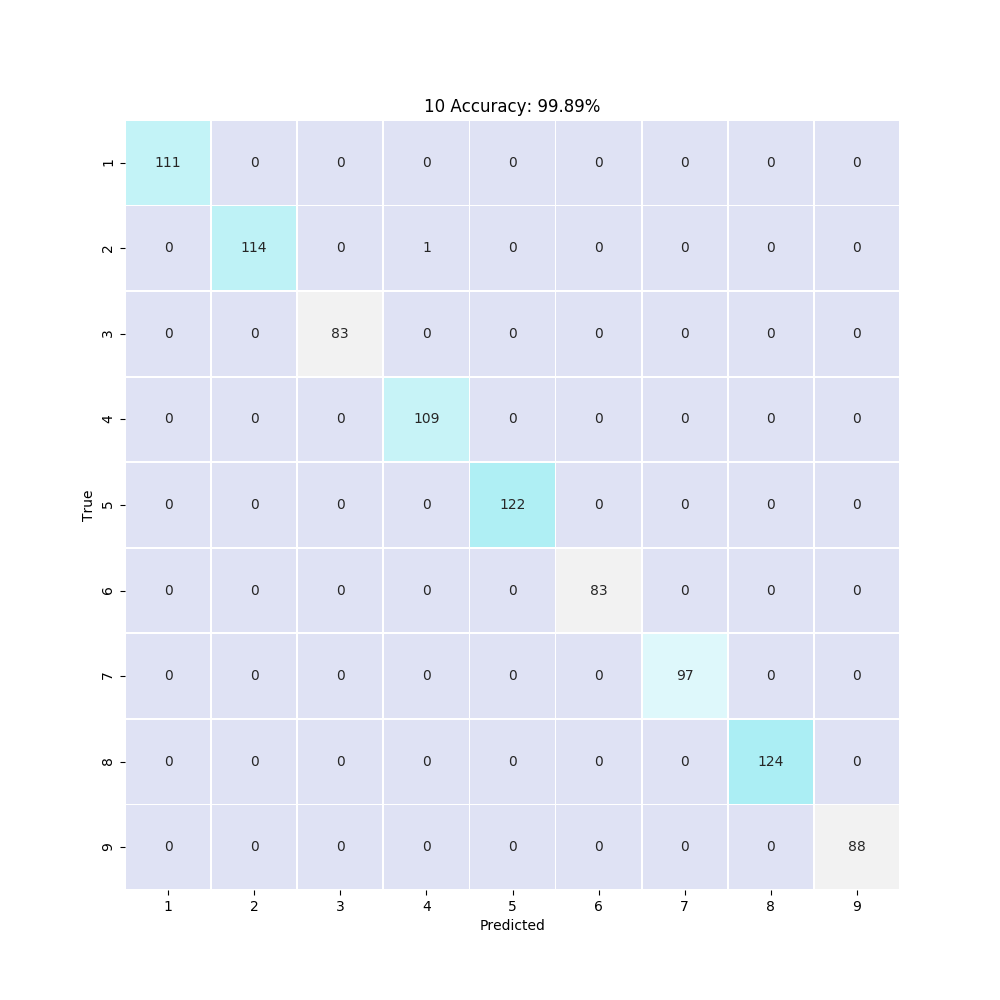 10 Accuracy: 99.89%
1 111 0 0 0 0 0 0 0 0
2 0 114 0 1 0 0 0 0 0
3 0 0 83 0 0 0 0 0 0
4 0 0 0 109 0 0 0 0 0
True
5 0 0 0 0 122 0 0 0 0
6 0 0 0 0 0 83 0 0 0
7 0 0 0 0 0 0 97 0 0
8 0 0 0 0 0 0 0 124 0
9 0 0 0 0 0 0 0 0 88
1 2 3 4 5 6 7 8 9
Predicted